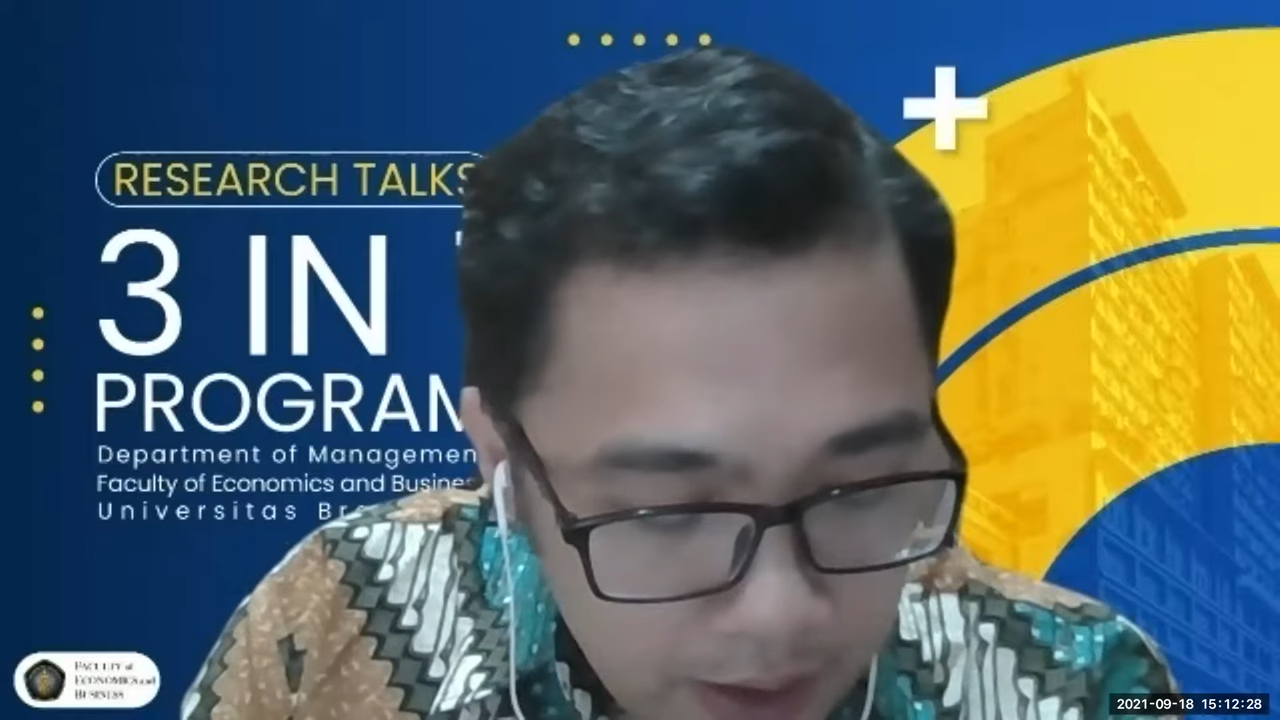 RESEARCH TALKS
3 IN
PROGRAM
Department of Managemen
Faculty of Economics and Busines
Universitas Br
FACULTY of
ECONOMICS and
BUSINESS
2021-09-18 15:12:28